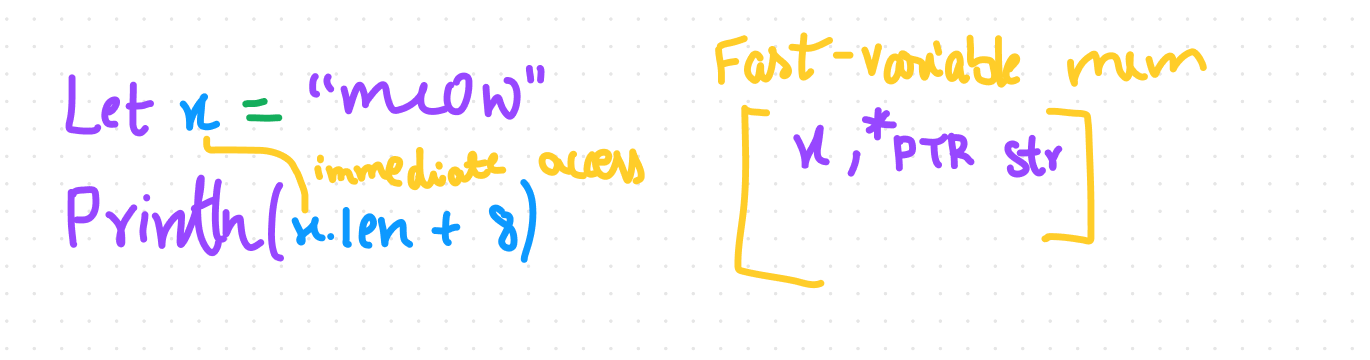 Let x = "meow"
immediate access
Println(x.len + 8)
Fast-variable mem
[ x, *PTR str ]